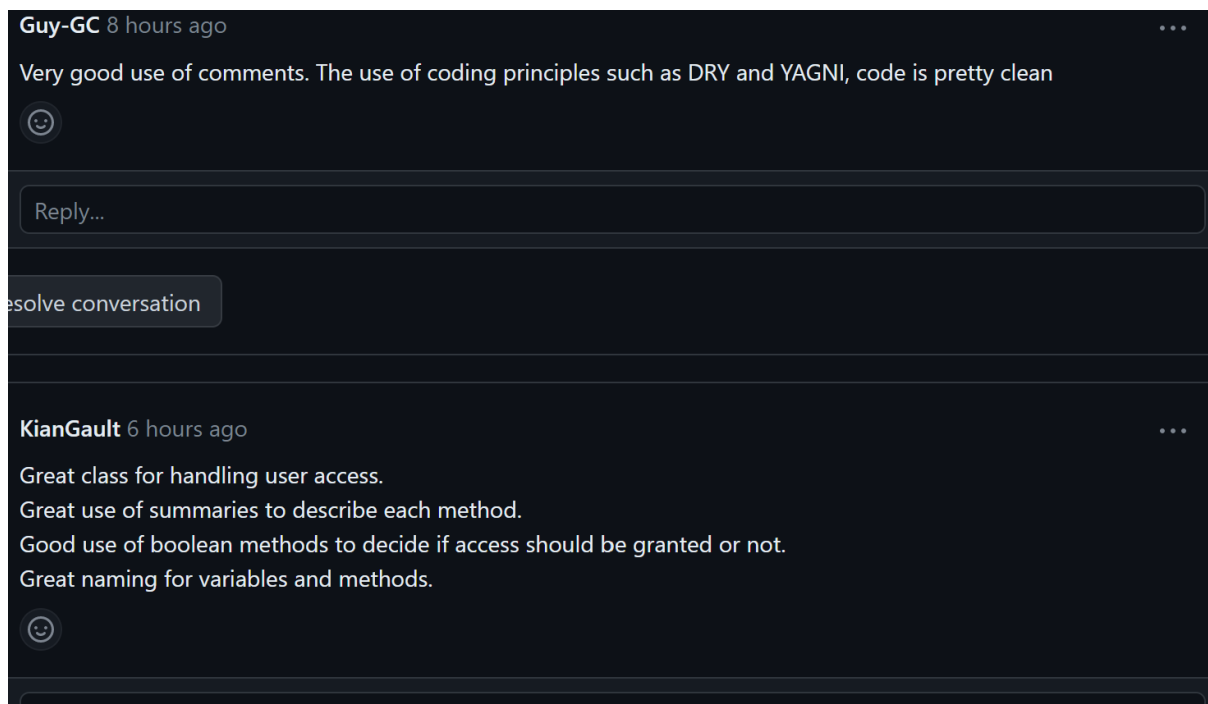 Guy-GC 8 hours ago
Very good use of comments. The use of coding principles such as DRY and YAGNI, code is pretty clean
Reply...
esolve conversation
KianGault 6 hours ago
Great class for handling user access.
Great use of summaries to describe each method.
Good use of boolean methods to decide if access should be granted or not.
Great naming for variables and methods.